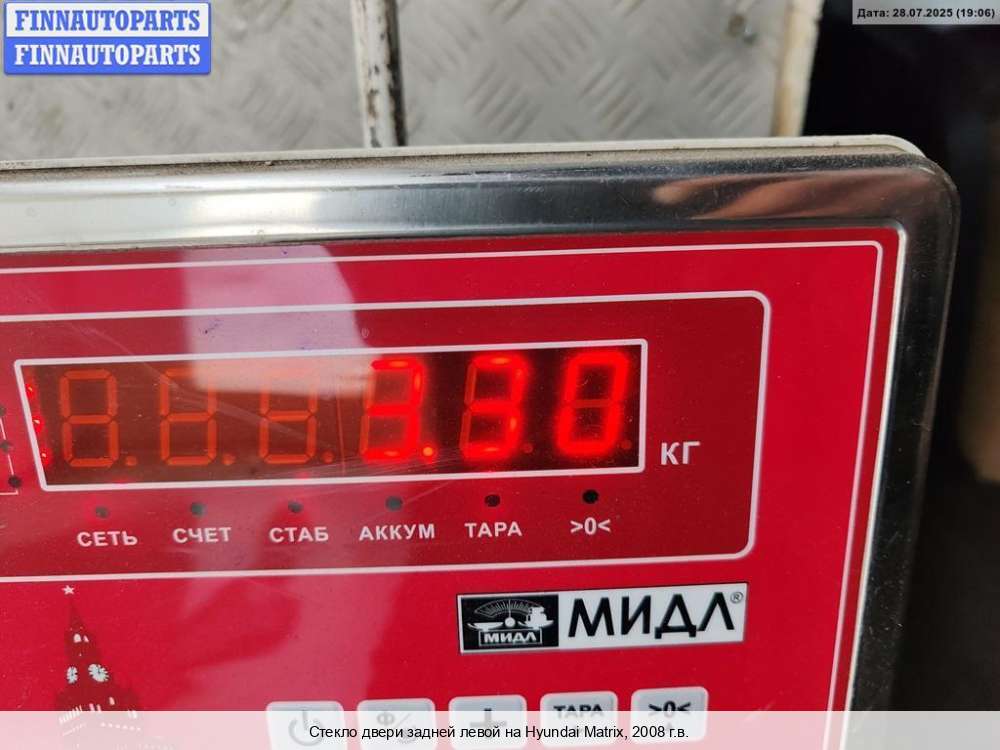 FINNAUTOPARTS
FINNAUTOPARTS
Дата: 28.07.2025 (19:06)
3.30
КГ
СЕТЬ СЧЕТ СТАБ АККУМ ТАРА >0<
МИДЛ МИДЛ®
ТАРА >0<
Стекло двери задней левой на Hyundai Matrix, 2008 г.в.